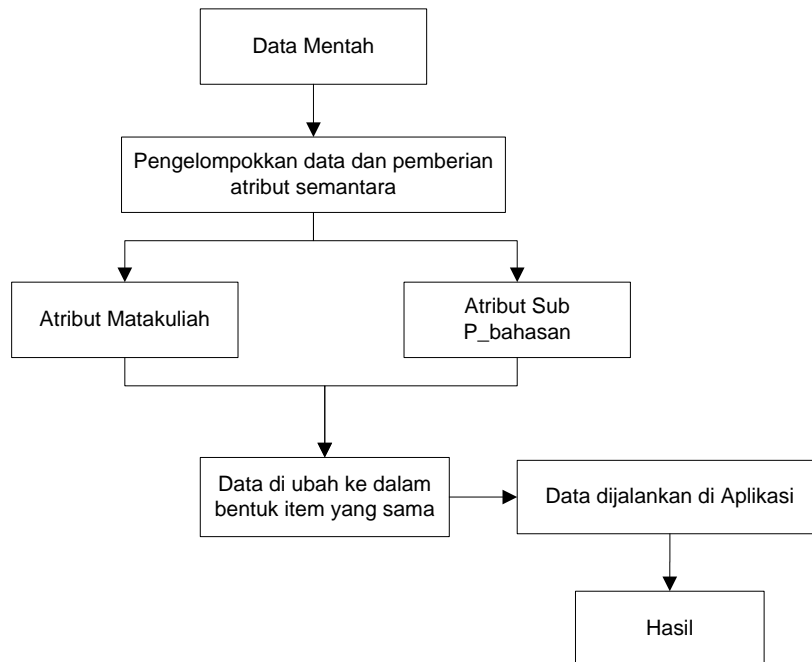 Data Mentah
Pengelompokkan data dan pemberian
atribut semantara
Atribut Matakuliah
Atribut Sub
P_bahasan
Data di ubah ke dalam
bentuk item yang sama
Data dijalankan di Aplikasi
Hasil